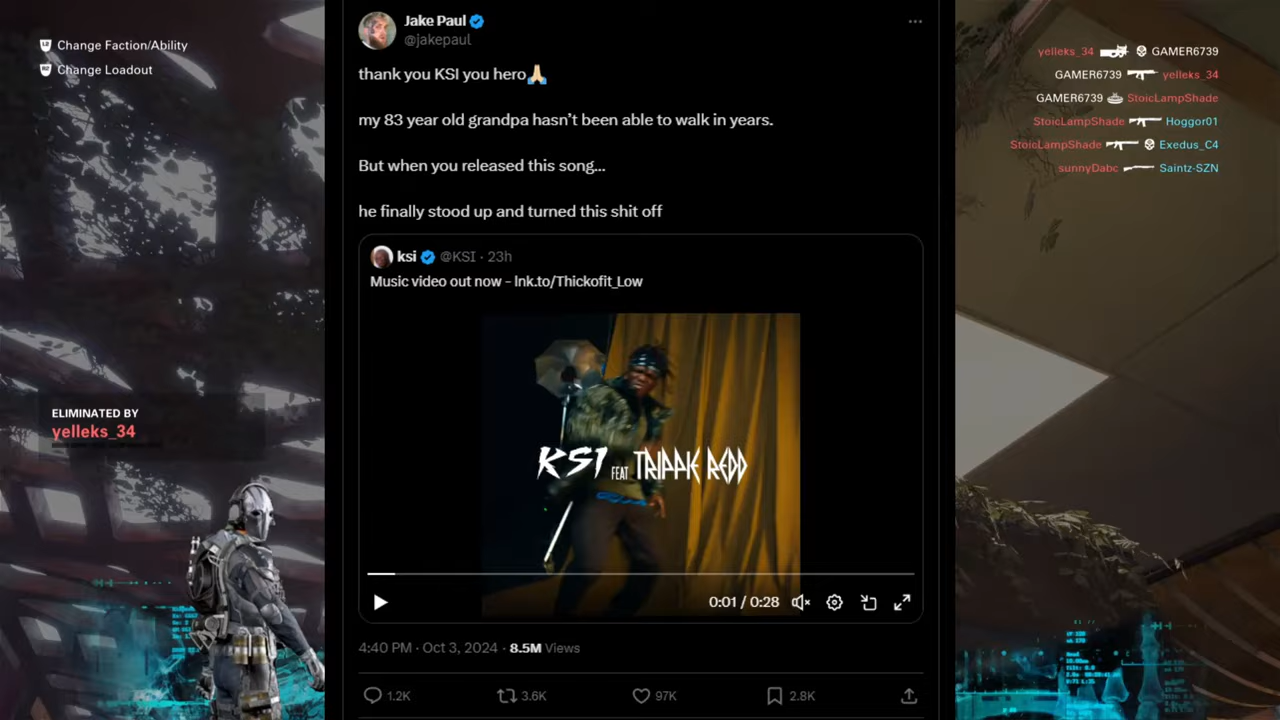 L2 Change Faction/Ability
R2 Change Loadout
ELIMINATED BY
yelleks_34
Jake Paul
@jakepaul
thank you KSI you hero🙏🏻
my 83 year old grandpa hasn’t been able to walk in years.
But when you released this song...
he finally stood up and turned this shit off
ksi @KSI · 23h
Music video out now - lnk.to/Thickofit_Low
KSI FEAT TRIPPIE REDD
0:01 / 0:28
4:40 PM · Oct 3, 2024 · 8.5M Views
1.2K 3.6K 97K 2.8K
yelleks_34 GAMER6739
GAMER6739 yelleks_34
GAMER6739 StoicLampShade
StoicLampShade Hoggor01
StoicLampShade Exedus_C4
sunnyDabc Saintz-SZN